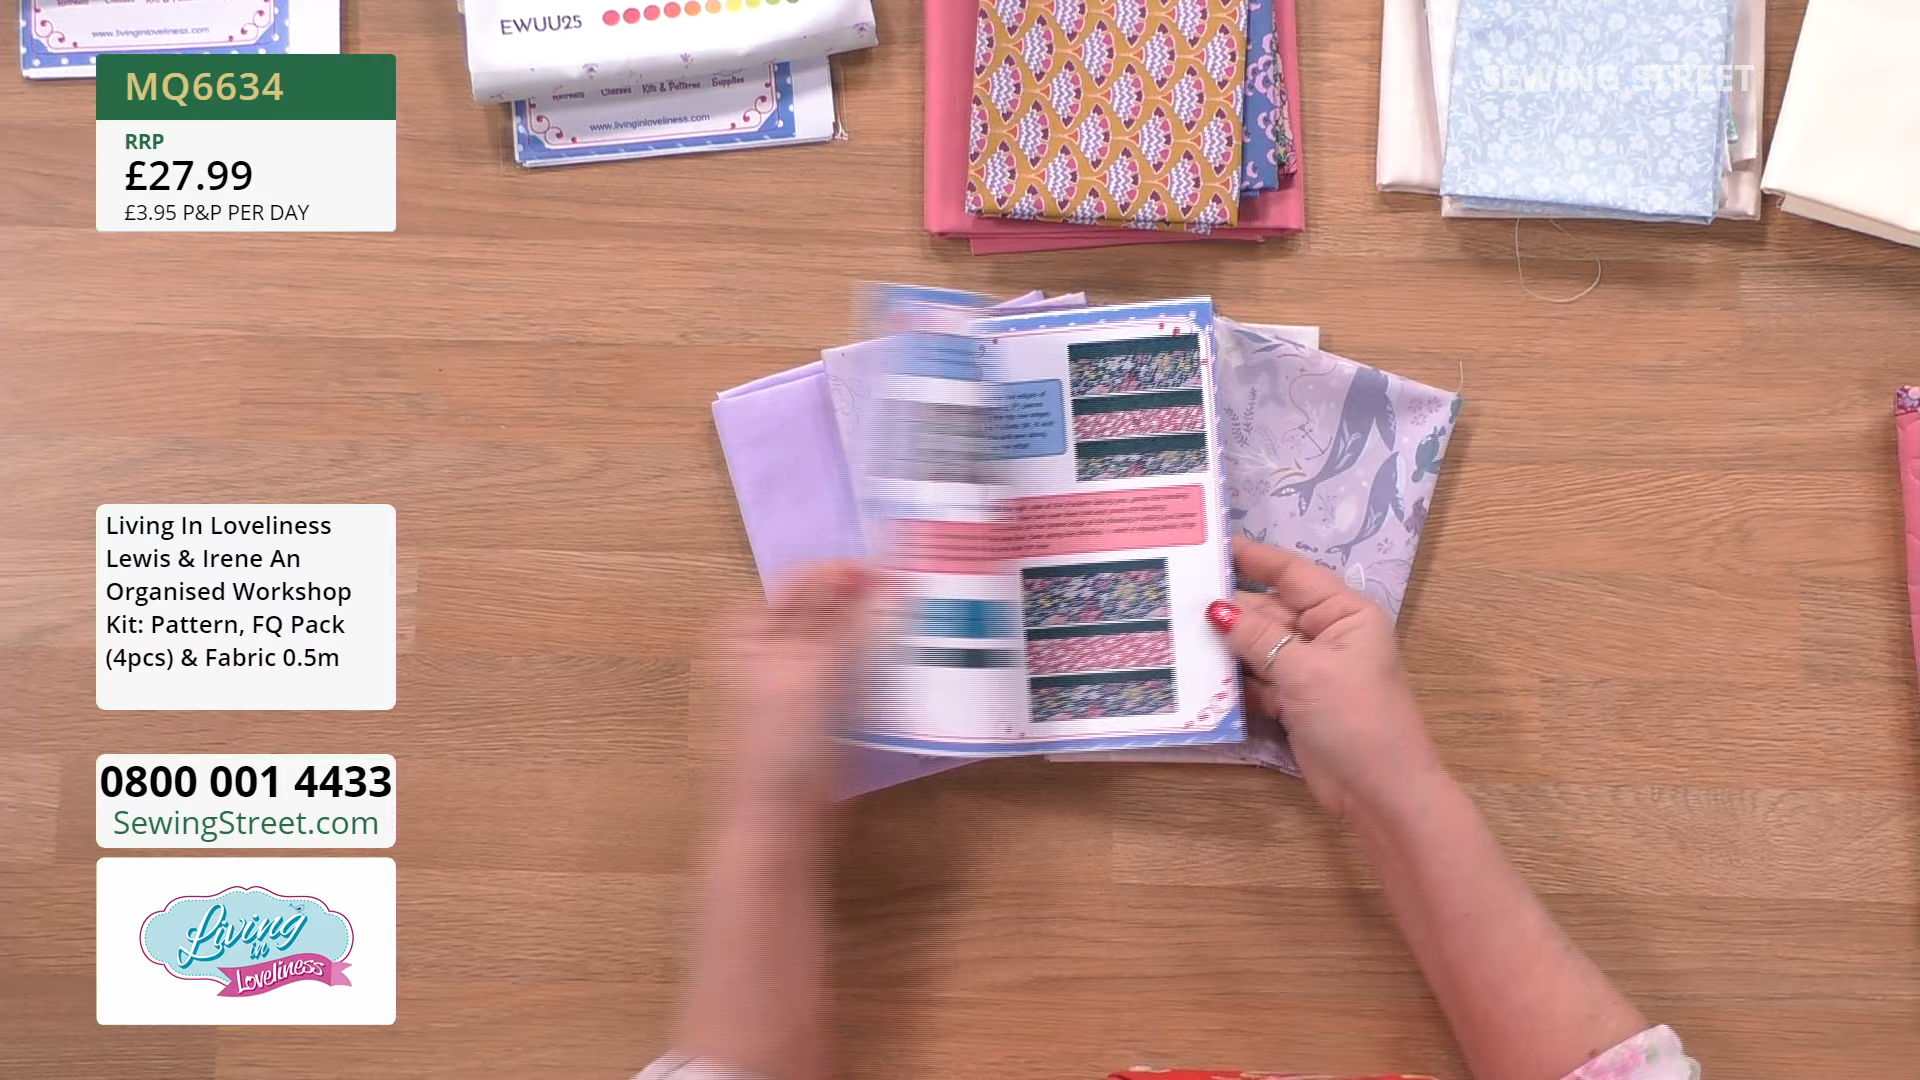 www.livinginloveliness.com
EWUU25
Retreats Classes Kits & Patterns Supplies
www.livinginloveliness.com
SEWING STREET
MQ6634
RRP
£27.99
£3.95 P&P PER DAY
Living In Loveliness
Lewis & Irene An
Organised Workshop
Kit: Pattern, FQ Pack
(4pcs) & Fabric 0.5m
0800 001 4433
SewingStreet.com
Living
in
Loveliness